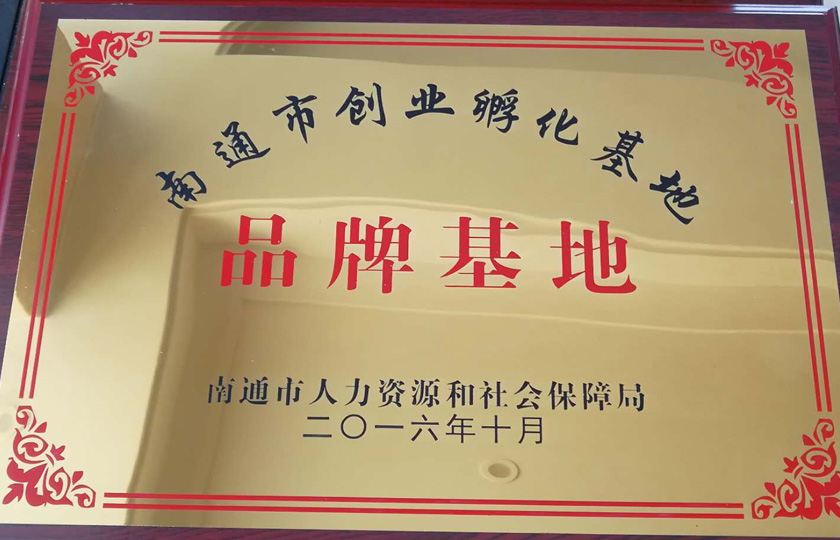 南通市创业孵化基地
品牌基地
南通市人力资源和社会保障局
二〇一六年十月